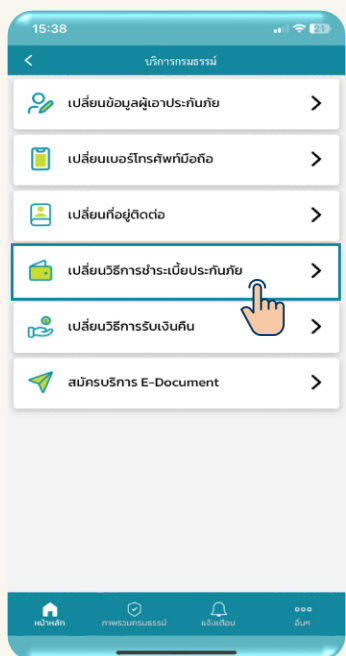 15:38
21
บริการกรมธรรม์
เปลี่ยนข้อมูลผู้เอาประกันภัย
เปลี่ยนเบอร์โทรศัพท์มือถือ
เปลี่ยนที่อยู่ติดต่อ
เปลี่ยนวิธีการชำระเบี้ยประกันภัย
เปลี่ยนวิธีการรับเงินคืน
สมัครบริการ E-Document
หน้าหลัก ภาพรวมกรมธรรม์ แจ้งเตือน อื่นๆ